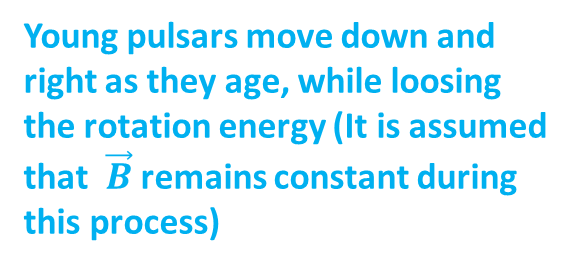 Young pulsars move down and
right as they age, while loosing
the rotation energy (It is assumed
that $\overrightarrow{B}$ remains constant during
this process)